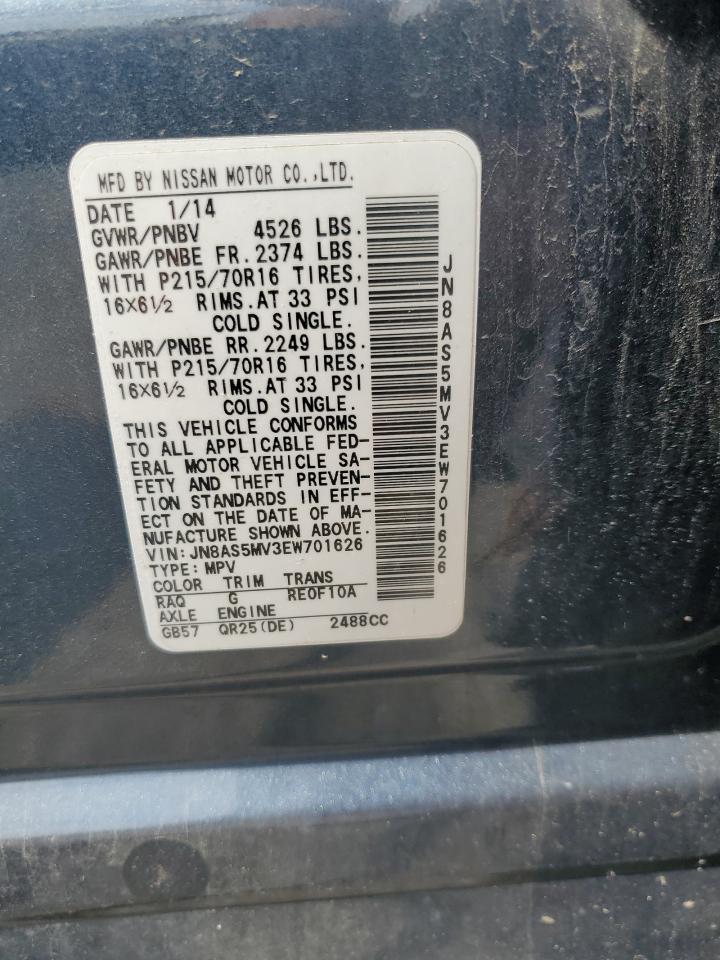 MFD BY NISSAN MOTOR CO.,LTD.
DATE 1/14
GVWR/PNBV 4526 LBS.
GAWR/PNBE FR.2374 LBS.
WITH P215/70R16 TIRES,
16X6½ RIMS.AT 33 PSI
COLD SINGLE.
GAWR/PNBE RR.2249 LBS.
WITH P215/70R16 TIRES,
16X6½ RIMS.AT 33 PSI
COLD SINGLE.
THIS VEHICLE CONFORMS
TO ALL APPLICABLE FED-
ERAL MOTOR VEHICLE SA-
FETY AND THEFT PREVEN-
TION STANDARDS IN EFF-
ECT ON THE DATE OF MA-
NUFACTURE SHOWN ABOVE.
VIN:JN8AS5MV3EW701626
TYPE:MPV
COLOR TRIM TRANS
RAQ G RE0F10A
AXLE ENGINE
GB57 QR25(DE) 2488CC
JN8AS5MV3EW701626